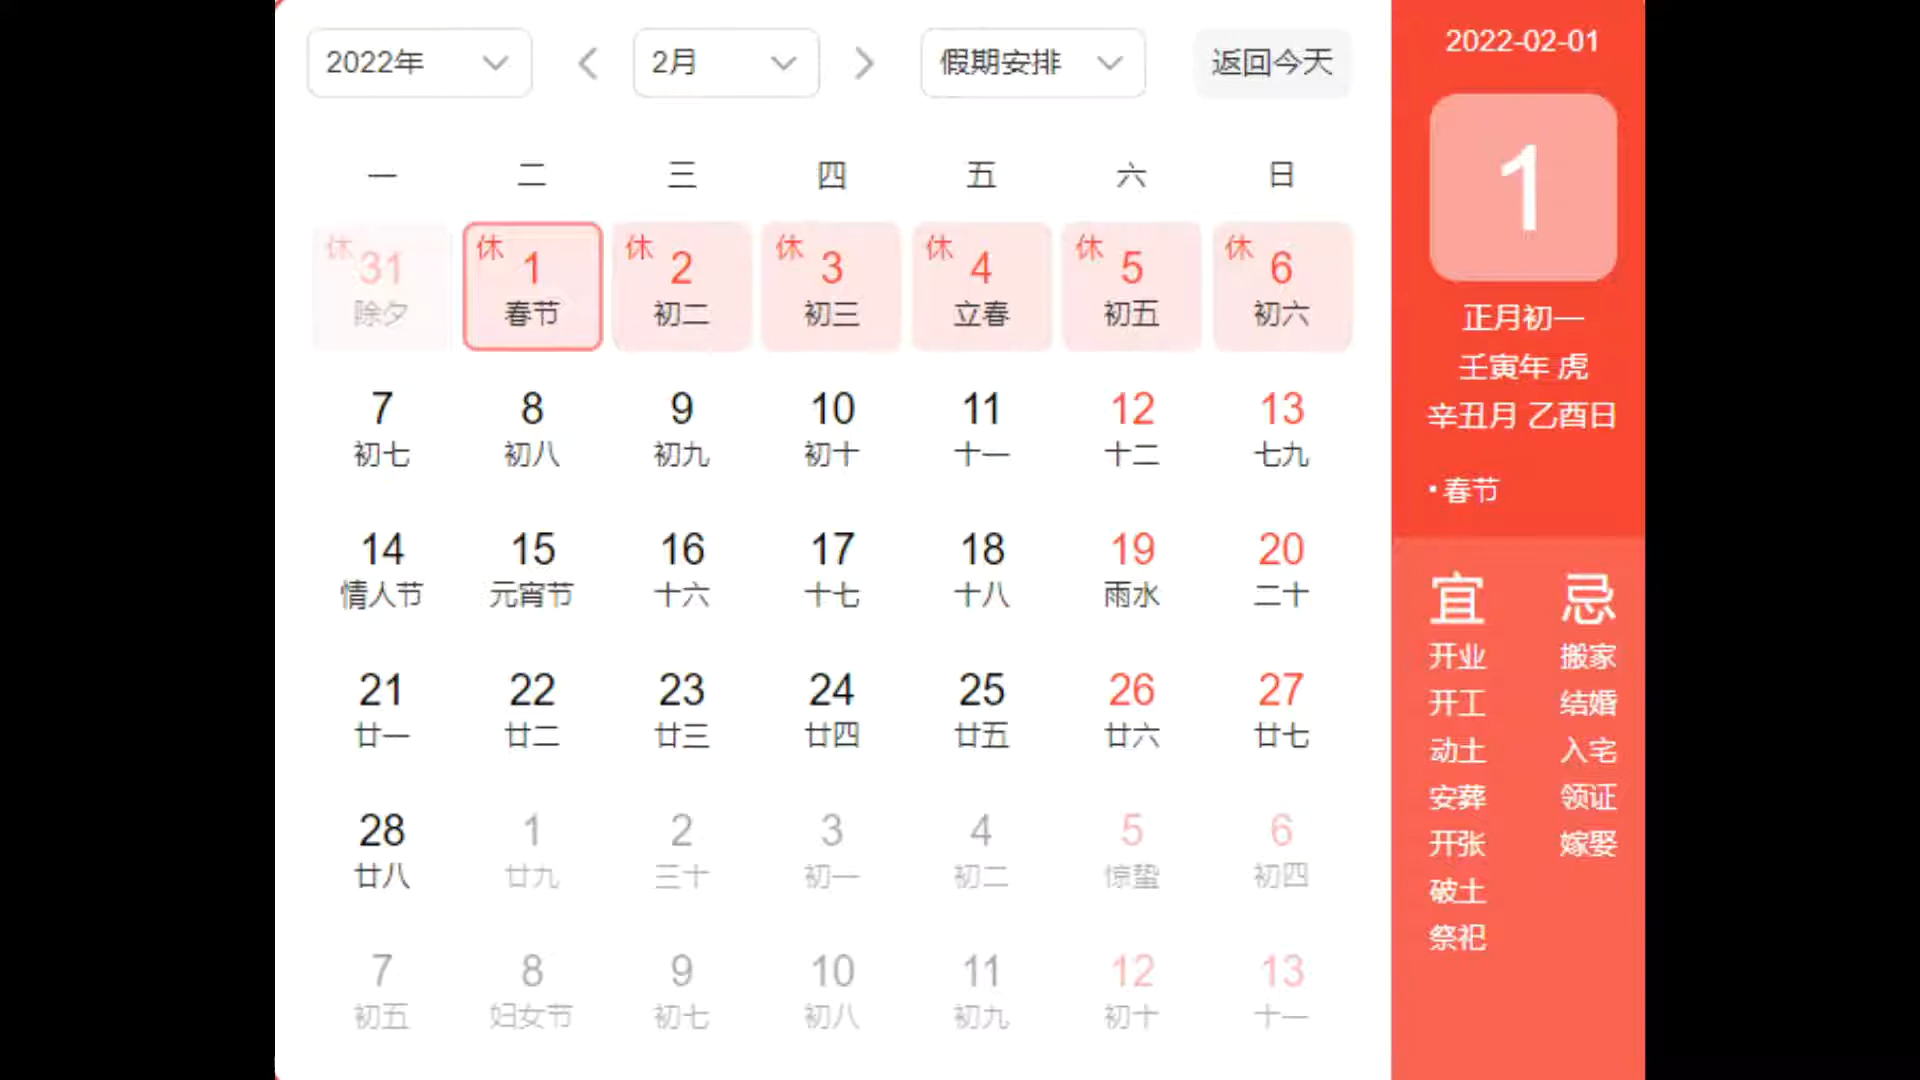 2022年 2月 假期安排 返回今天
一 二 三 四 五 六 日
休 31 休 1 休 2 休 3 休 4 休 5 休 6
除夕 春节 初二 初三 立春 初五 初六
7 8 9 10 11 12 13
初七 初八 初九 初十 十一 十二 七九
14 15 16 17 18 19 20
情人节 元宵节 十六 十七 十八 雨水 二十
21 22 23 24 25 26 27
廿一 廿二 廿三 廿四 廿五 廿六 廿七
28 1 2 3 4 5 6
廿八 廿九 三十 初一 初二 惊蛰 初四
7 8 9 10 11 12 13
初五 妇女节 初七 初八 初九 初十 十一
2022-02-01
1
正月初一
壬寅年 虎
辛丑月 乙酉日
·春节
宜 忌
开业 搬家
开工 结婚
动土 入宅
安葬 领证
开张 嫁娶
破土
祭祀